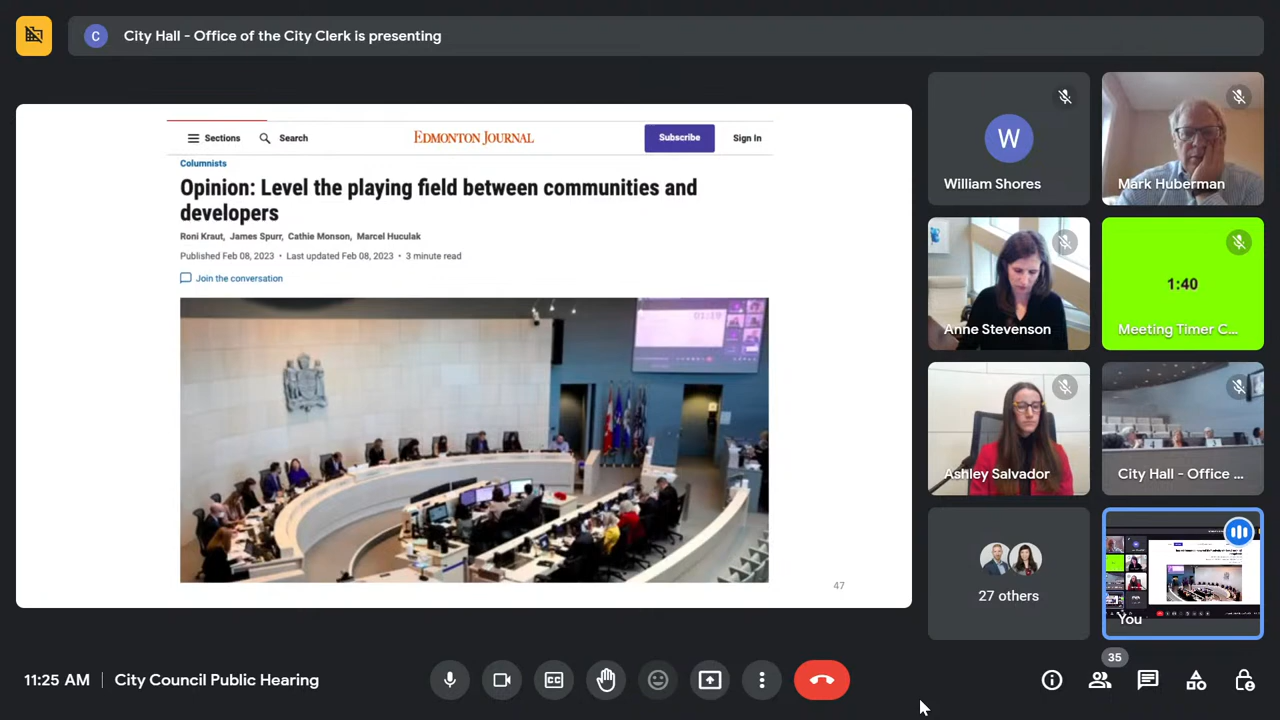 C
City Hall - Office of the City Clerk is presenting
Sections
Search
EDMONTON JOURNAL
Subscribe
Sign In
Columnists
Opinion: Level the playing field between communities and
developers
Roni Kraut, James Spurr, Cathie Monson, Marcel Huculak
Published Feb 08, 2023 • Last updated Feb 08, 2023 • 3 minute read
Join the conversation
01:19
47
W
William Shores
Mark Huberman
Anne Stevenson
1:40
Meeting Timer C...
Ashley Salvador
City Hall - Office ...
27 others
You
11:25 AM
City Council Public Hearing
CC
35